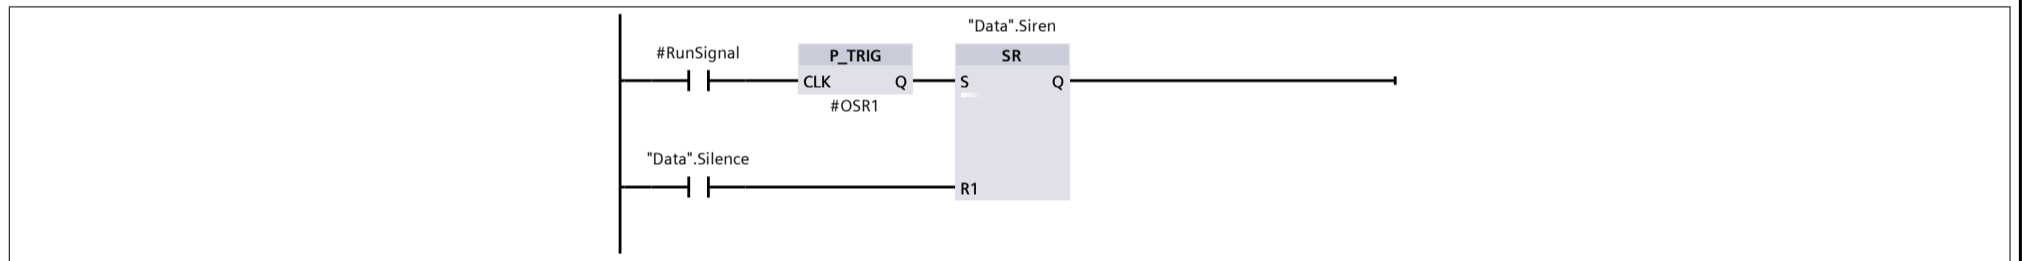 "Data".Siren
#RunSignal
P_TRIG
SR
CLK Q
S Q
#OSR1
"Data".Silence
R1